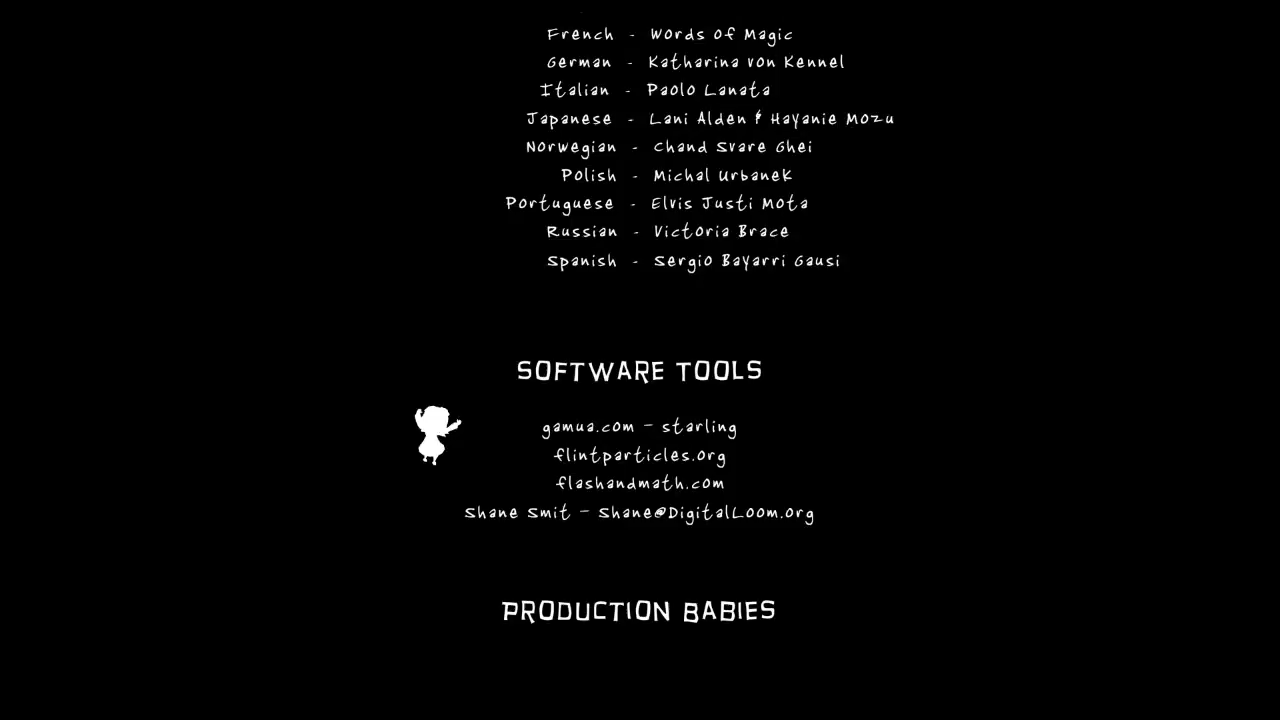 French - Words Of Magic
German - Katharina von Kennel
Italian - Paolo Lanata
Japanese - Lani Alden & Hayanie Mozu
Norwegian - Chand Svare Ghei
Polish - Michal Urbanek
Portuguese - Elvis Justi Mota
Russian - Victoria Brace
Spanish - Sergio Bayarri Gausi
SOFTWARE TOOLS
gamua.com - starling
flintparticles.org
flashandmath.com
Shane Smit - Shane@DigitalLoom.org
PRODUCTION BABIES